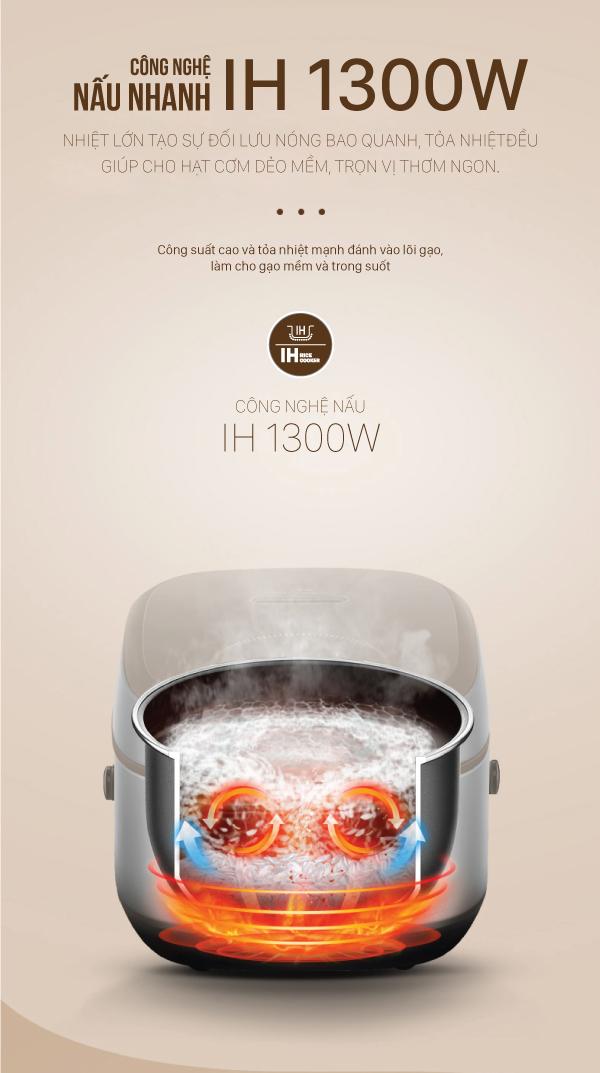 CÔNG NGHỆ
NẤU NHANH IH 1300W
NHIỆT LỚN TẠO SỰ ĐỐI LƯU NÓNG BAO QUANH, TỎA NHIỆTĐỀU
GIÚP CHO HẠT CƠM DẺO MỀM, TRỌN VỊ THƠM NGON.
Công suất cao và tỏa nhiệt mạnh đánh vào lõi gạo,
làm cho gạo mềm và trong suốt
IH
IH RICE
COOKER
CÔNG NGHỆ NẤU
IH 1300W